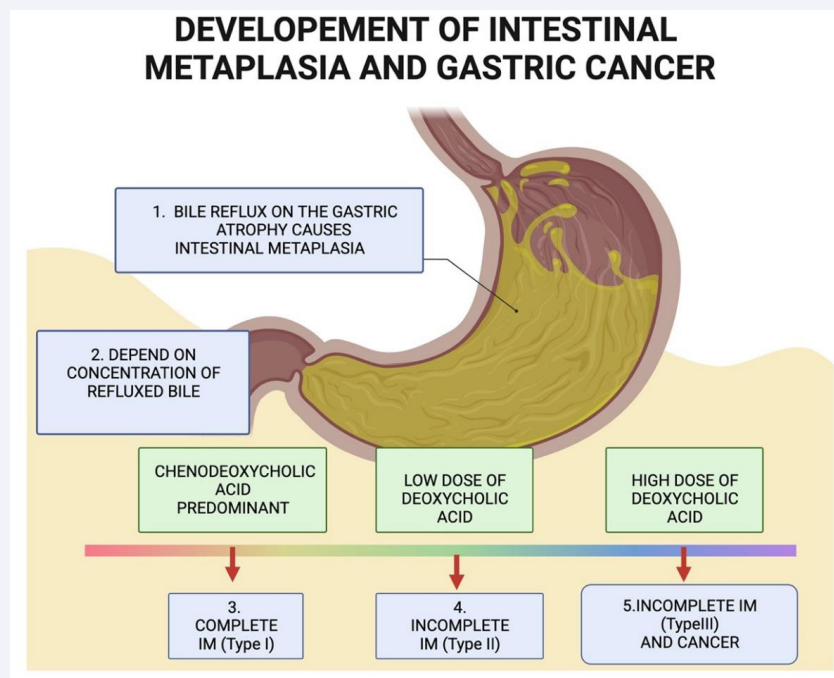 DEVELOPEMENT OF INTESTINAL
METAPLASIA AND GASTRIC CANCER
1. BILE REFLUX ON THE GASTRIC
ATROPHY CAUSES
INTESTINAL METAPLASIA
2. DEPEND ON
CONCENTRATION OF
REFLUXED BILE
CHENODEOXYCHOLIC
ACID
PREDOMINANT
LOW DOSE OF
DEOXYCHOLIC
ACID
HIGH DOSE OF
DEOXYCHOLIC
ACID
3.
COMPLETE
IM (Type I)
4.
INCOMPLETE
IM (Type II)
5.INCOMPLETE IM
(TypeIII)
AND CANCER